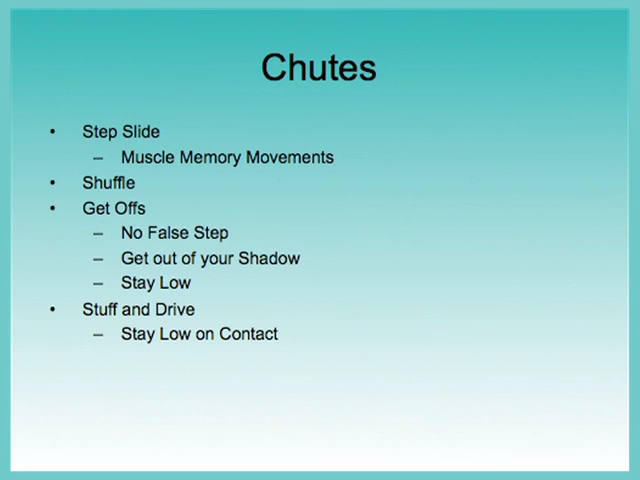 Chutes
• Step Slide
– Muscle Memory Movements
• Shuffle
• Get Offs
– No False Step
– Get out of your Shadow
– Stay Low
• Stuff and Drive
– Stay Low on Contact